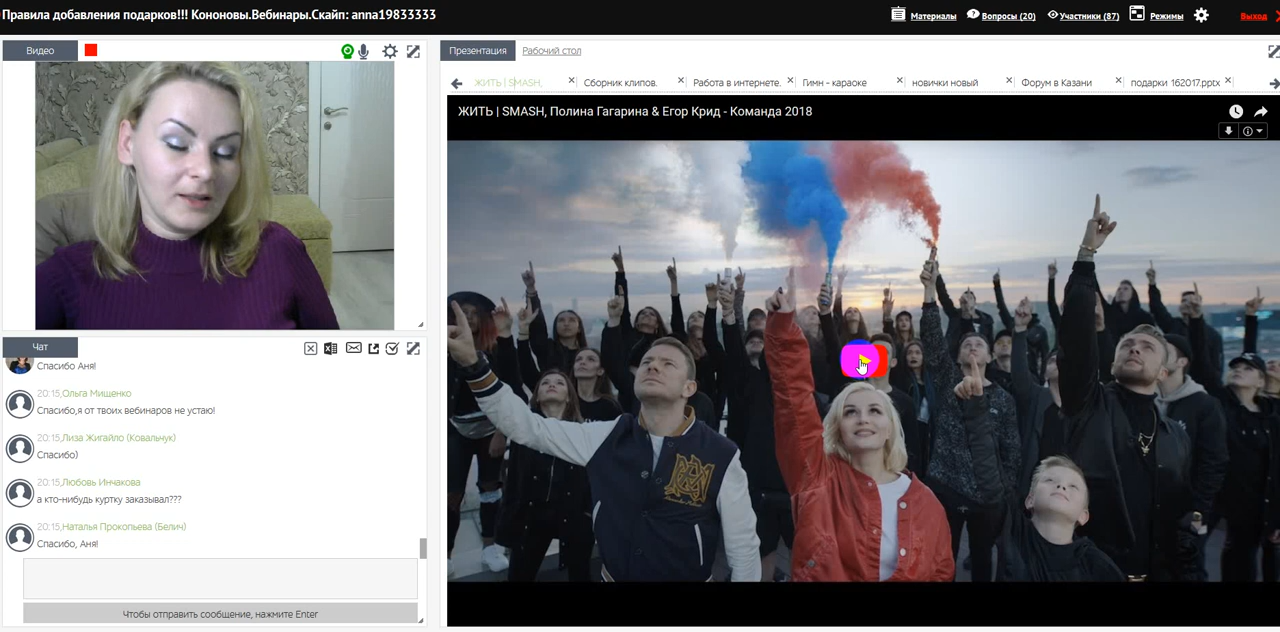 Правила добавления подарков!!! Кононовы.Вебинары.Скайп: anna19833333
Материалы
Вопросы (20)
Участники (87)
Режимы
Выход
Видео
Презентация
Рабочий стол
ЖИТЬ | SMASH,
Сборник клипов.
Работа в интернете.
Гимн - караоке
новички новый
Форум в Казани
подарки 162017.pptx
ЖИТЬ | SMASH, Полина Гагарина & Егор Крид - Команда 2018
Чат
Спасибо Аня!
20:15,Ольга Мищенко
Спасибо,я от твоих вебинаров не устаю!
20:15,Лиза Жигайло (Ковальчук)
Спасибо)
20:15,Любовь Инчакова
а кто-нибудь куртку заказывал???
20:15,Наталья Прокопьева (Белич)
Спасибо, Аня!
Чтобы отправить сообщение, нажмите Enter